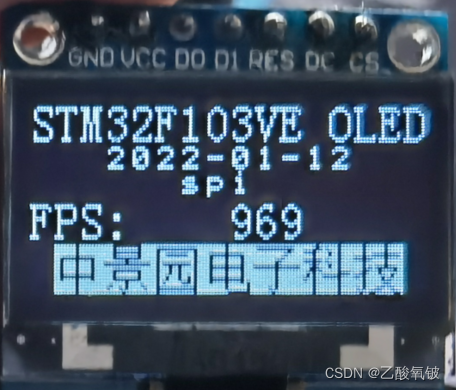 GND VCC D0 D1 RES DC CS
STM32F103VE OLED
2022-01-12
spi
FPS: 969
中景园电子科技
CSDN @乙酸氧铍